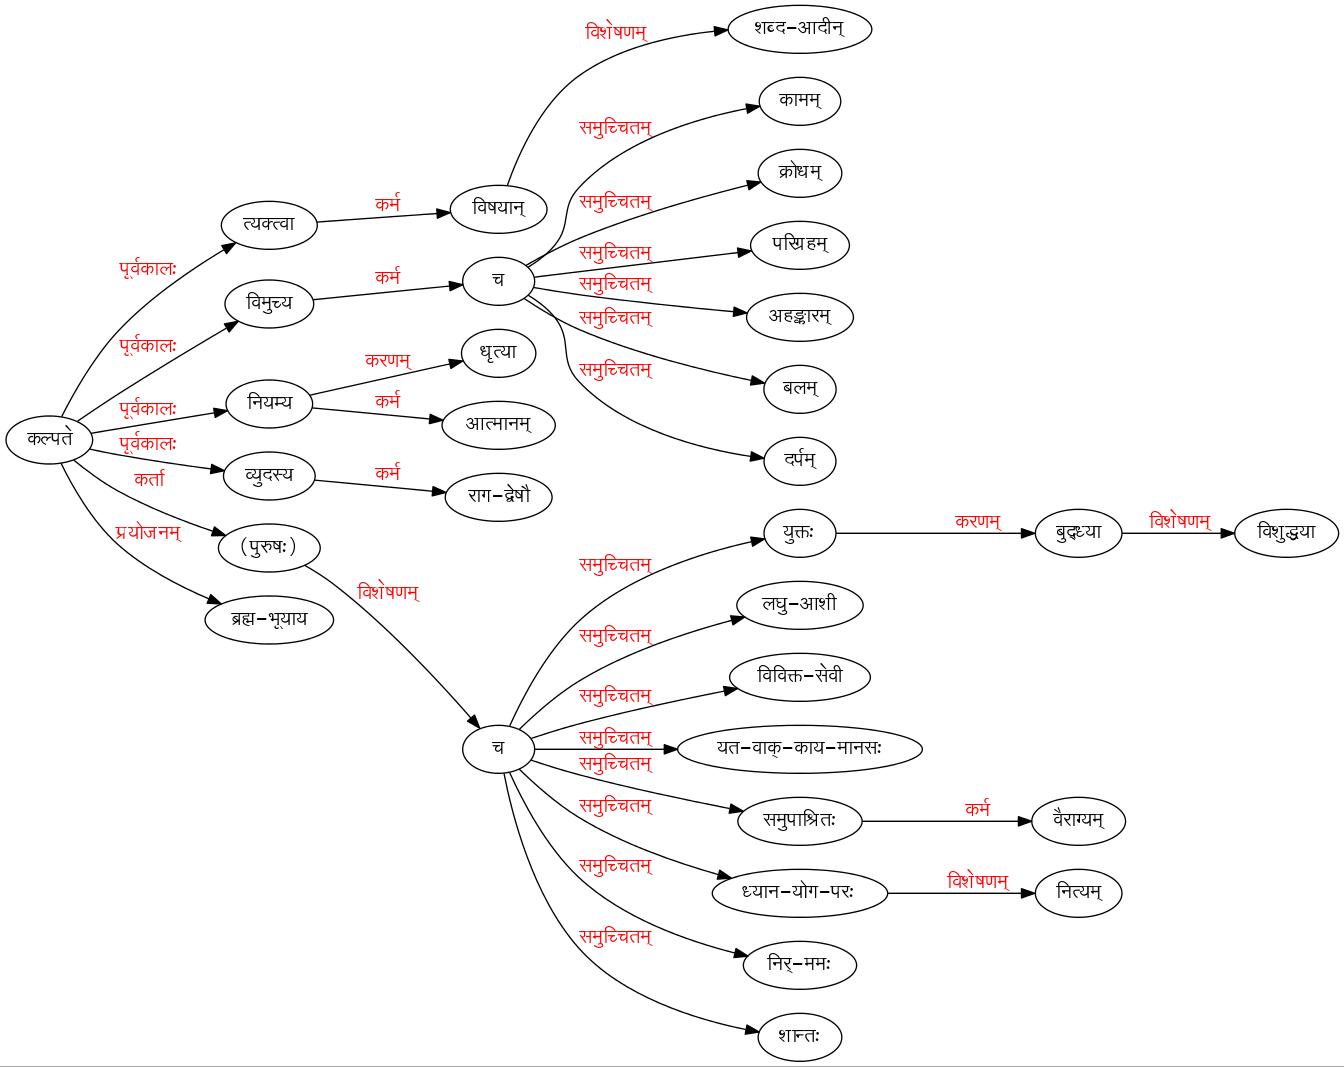 शब्द-आदीन्
विशेषणम्
कामम्
समुच्चितम्
क्रोधम्
समुच्चितम्
त्यक्त्वा
कर्म
विषयान्
परिग्रहम्
समुच्चितम्
पूर्वकालः
विमुच्य
कर्म
च
समुच्चितम्
अहङ्कारम्
समुच्चितम्
पूर्वकालः
धृत्या
करणम्
बलम्
समुच्चितम्
पूर्वकालः
नियम्य
कर्म
आत्मानम्
कल्पते
पूर्वकालः
दर्पम्
व्युदस्य
कर्म
राग-द्वेषौ
कर्ता
प्रयोजनम्
(पुरुषः)
युक्तः
करणम्
बुद्ध्या
विशेषणम्
विशुद्धया
समुच्चितम्
विशेषणम्
ब्रह्म-भूयाय
लघु-आशी
समुच्चितम्
विविक्त-सेवी
समुच्चितम्
च
समुच्चितम्
यत-वाक्-काय-मानसः
समुच्चितम्
समुपाश्रितः
कर्म
वैराग्यम्
समुच्चितम्
ध्यान-योग-परः
विशेषणम्
नित्यम्
समुच्चितम्
निर्-ममः
समुच्चितम्
शान्तः